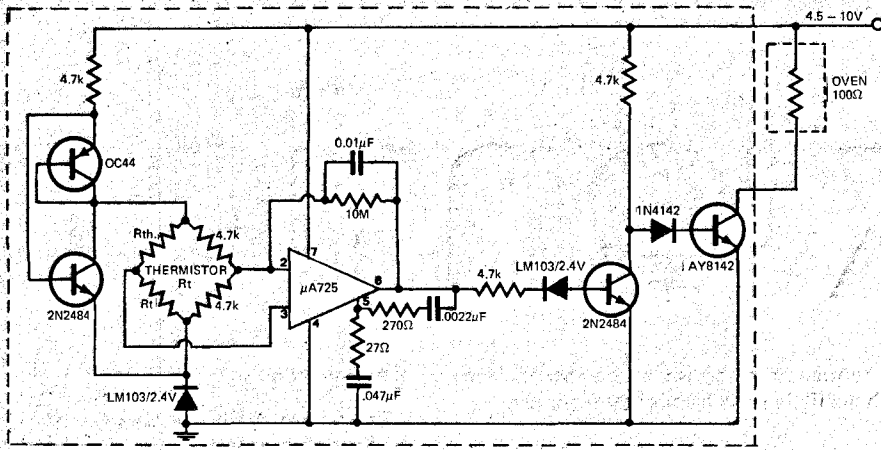 4.5 – 10V
4.7k
4.7k
OVEN
100Ω
OC44
0.01μF
10M
1N4142
Rth.
4.7k
THERMISTOR
Rt
Rt
4.7k
2
7
μA725
6
3
4
5
4.7k
LM103/2.4V
AY8142
2N2484
2N2484
270Ω
.0022μF
27Ω
.047μF
LM103/2.4V